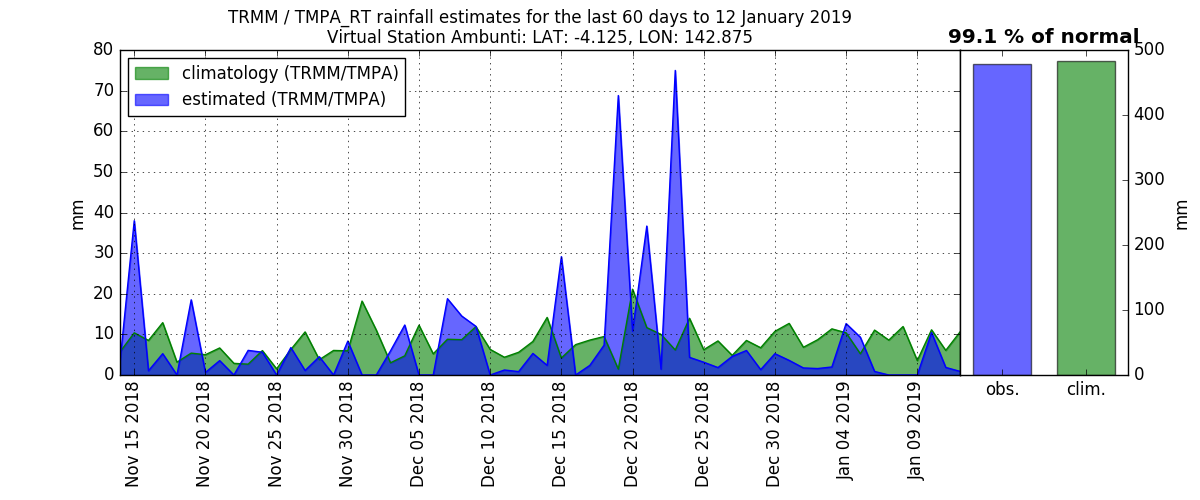 TRMM / TMPA_RT rainfall estimates for the last 60 days to 12 January 2019
Virtual Station Ambunti: LAT: -4.125, LON: 142.875
99.1 % of normal
climatology (TRMM/TMPA)
estimated (TRMM/TMPA)
mm
80
70
60
50
40
30
20
10
0
Nov 15 2018
Nov 20 2018
Nov 25 2018
Nov 30 2018
Dec 05 2018
Dec 10 2018
Dec 15 2018
Dec 20 2018
Dec 25 2018
Dec 30 2018
Jan 04 2019
Jan 09 2019
obs.
clim.
500
400
300
200
100
0
mm